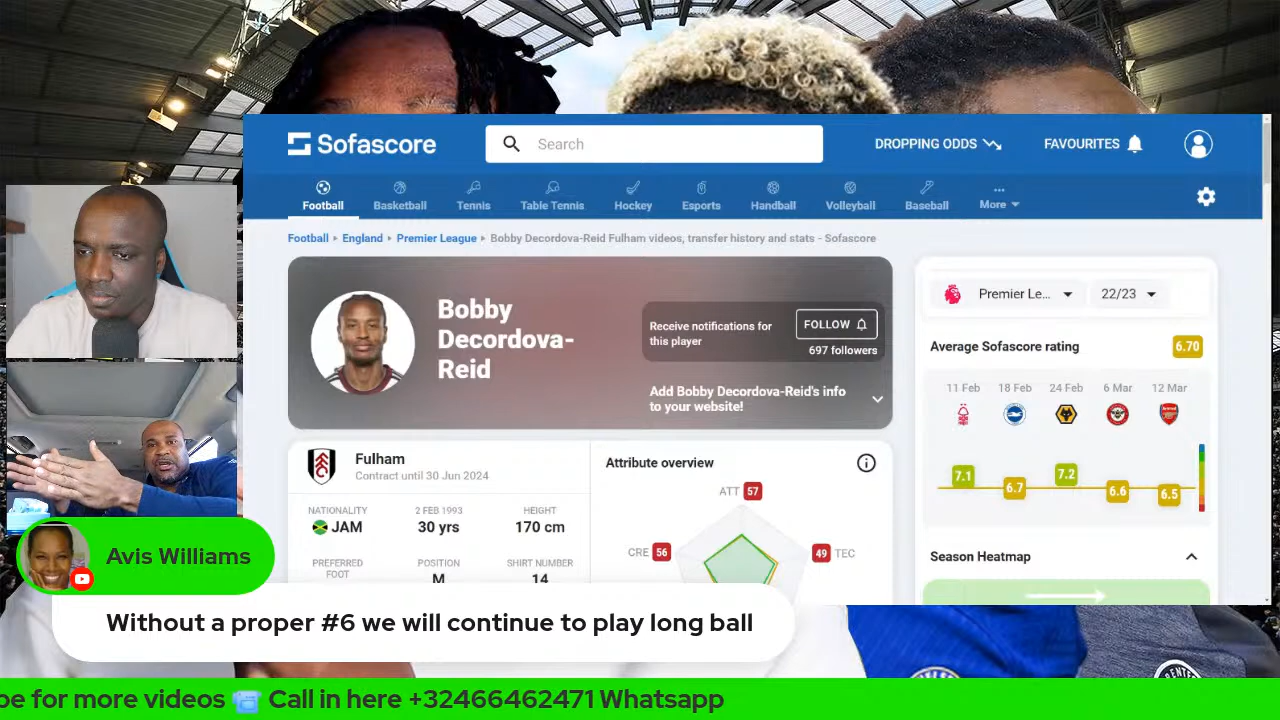 Sofascore
Search
DROPPING ODDS
FAVOURITES
Football
Basketball
Tennis
Table Tennis
Hockey
Esports
Handball
Volleyball
Baseball
More
Football England Premier League Bobby Decordova-Reid Fulham videos, transfer history and stats - Sofascore
Bobby
Decordova-
Reid
Receive notifications for
this player
FOLLOW
697 followers
Add Bobby Decordova-Reid's info
to your website!
Premier Le...
22/23
Average Sofascore rating
6.70
11 Feb 18 Feb 24 Feb 6 Mar 12 Mar
7.1 6.7 7.2 6.6 6.5
Season Heatmap
Fulham
Contract until 30 Jun 2024
NATIONALITY 2 FEB 1993 HEIGHT
JAM 30 yrs 170 cm
PREFERRED
FOOT
POSITION SHIRT NUMBER
M 14
Attribute overview
ATT 57
CRE 56
49 TEC
Avis Williams
Without a proper #6 we will continue to play long ball
be for more videos Call in here +32466462471 Whatsapp